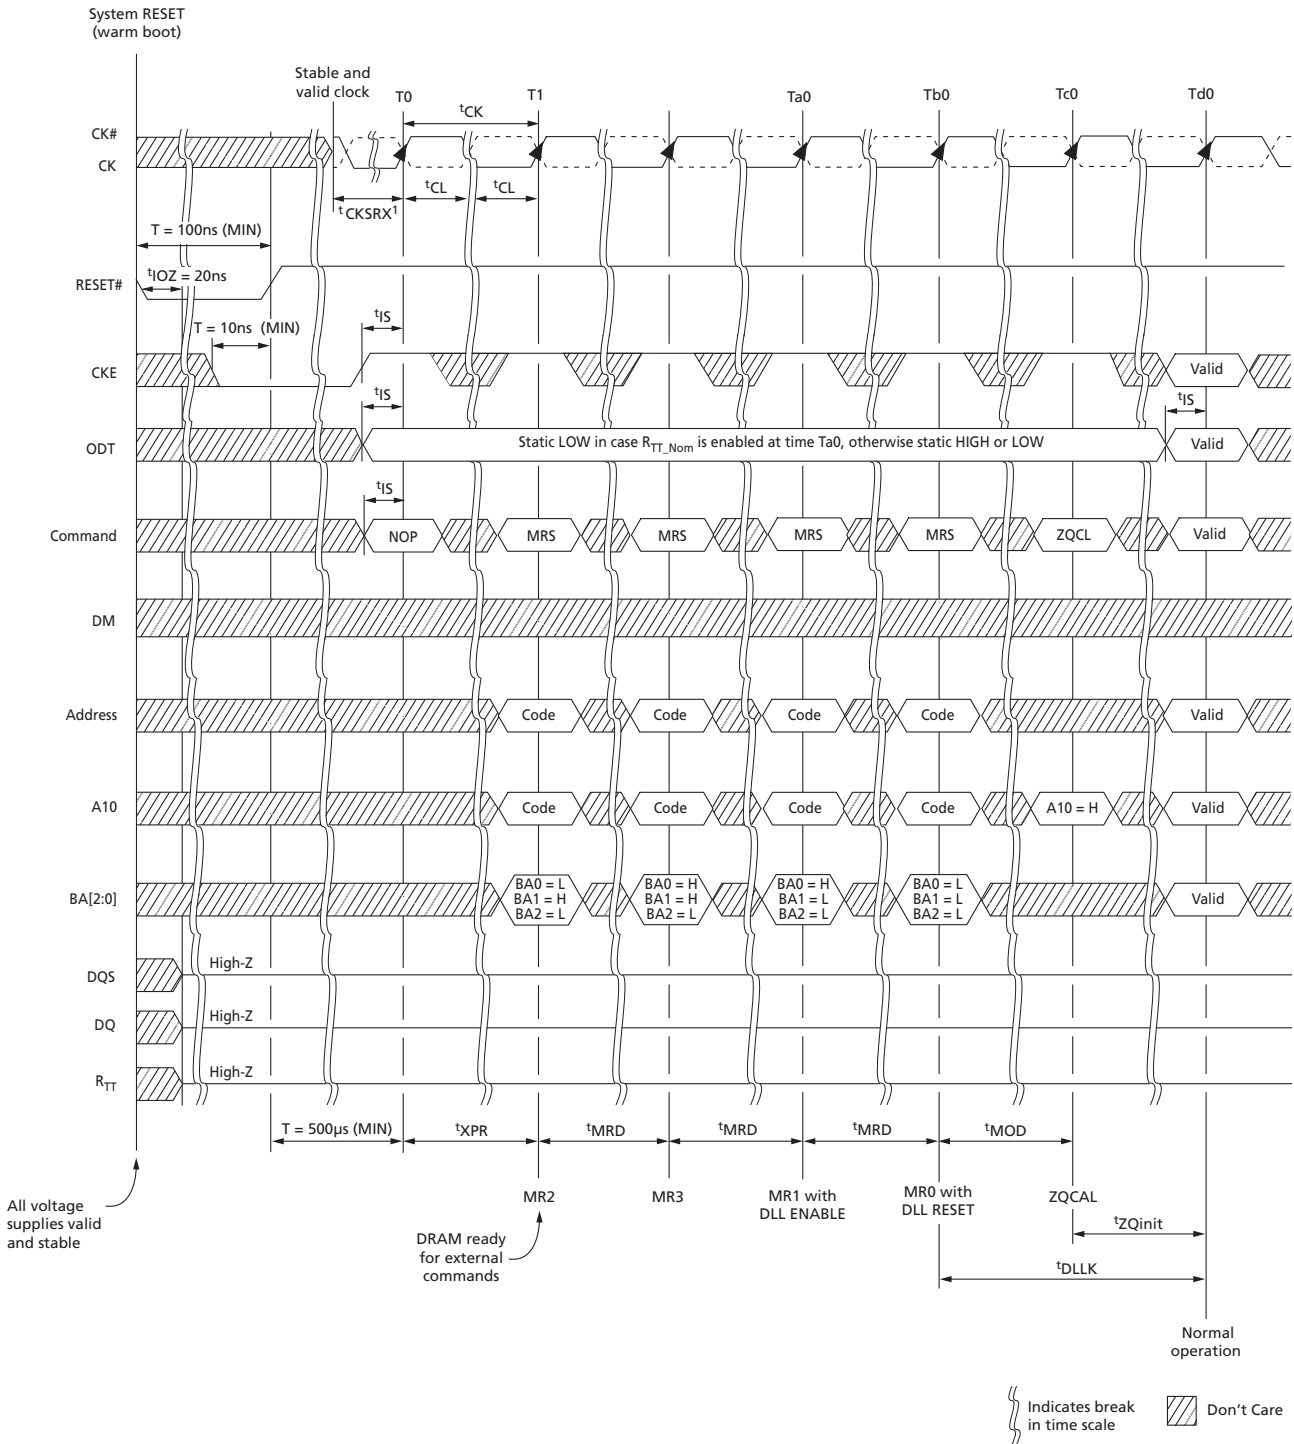 System RESET
(warm boot)
Stable and
valid clock
T0
T1
Ta0
Tb0
Tc0
Td0
tCK
CK#
CK
tCKSRX1
tCL
tCL
T = 100ns (MIN)
tIOZ = 20ns
RESET#
T = 10ns (MIN)
tIS
CKE
Valid
tIS
tIS
ODT
Static LOW in case RTT_Nom is enabled at time Ta0, otherwise static HIGH or LOW
Valid
tIS
Command
NOP
MRS
MRS
MRS
MRS
ZQCL
Valid
DM
Address
Code
Code
Code
Code
Valid
A10
Code
Code
Code
Code
A10 = H
Valid
BA[2:0]
BA0 = L
BA1 = H
BA2 = L
BA0 = H
BA1 = H
BA2 = L
BA0 = H
BA1 = L
BA2 = L
BA0 = L
BA1 = L
BA2 = L
Valid
DQS
High-Z
DQ
High-Z
RTT
High-Z
T = 500µs (MIN)
tXPR
tMRD
tMRD
tMRD
tMOD
All voltage
supplies valid
and stable
MR2
MR3
MR1 with
DLL ENABLE
MR0 with
DLL RESET
ZQCAL
tZQinit
DRAM ready
for external
commands
tDLLK
Normal
operation
Indicates break
in time scale
Don't Care